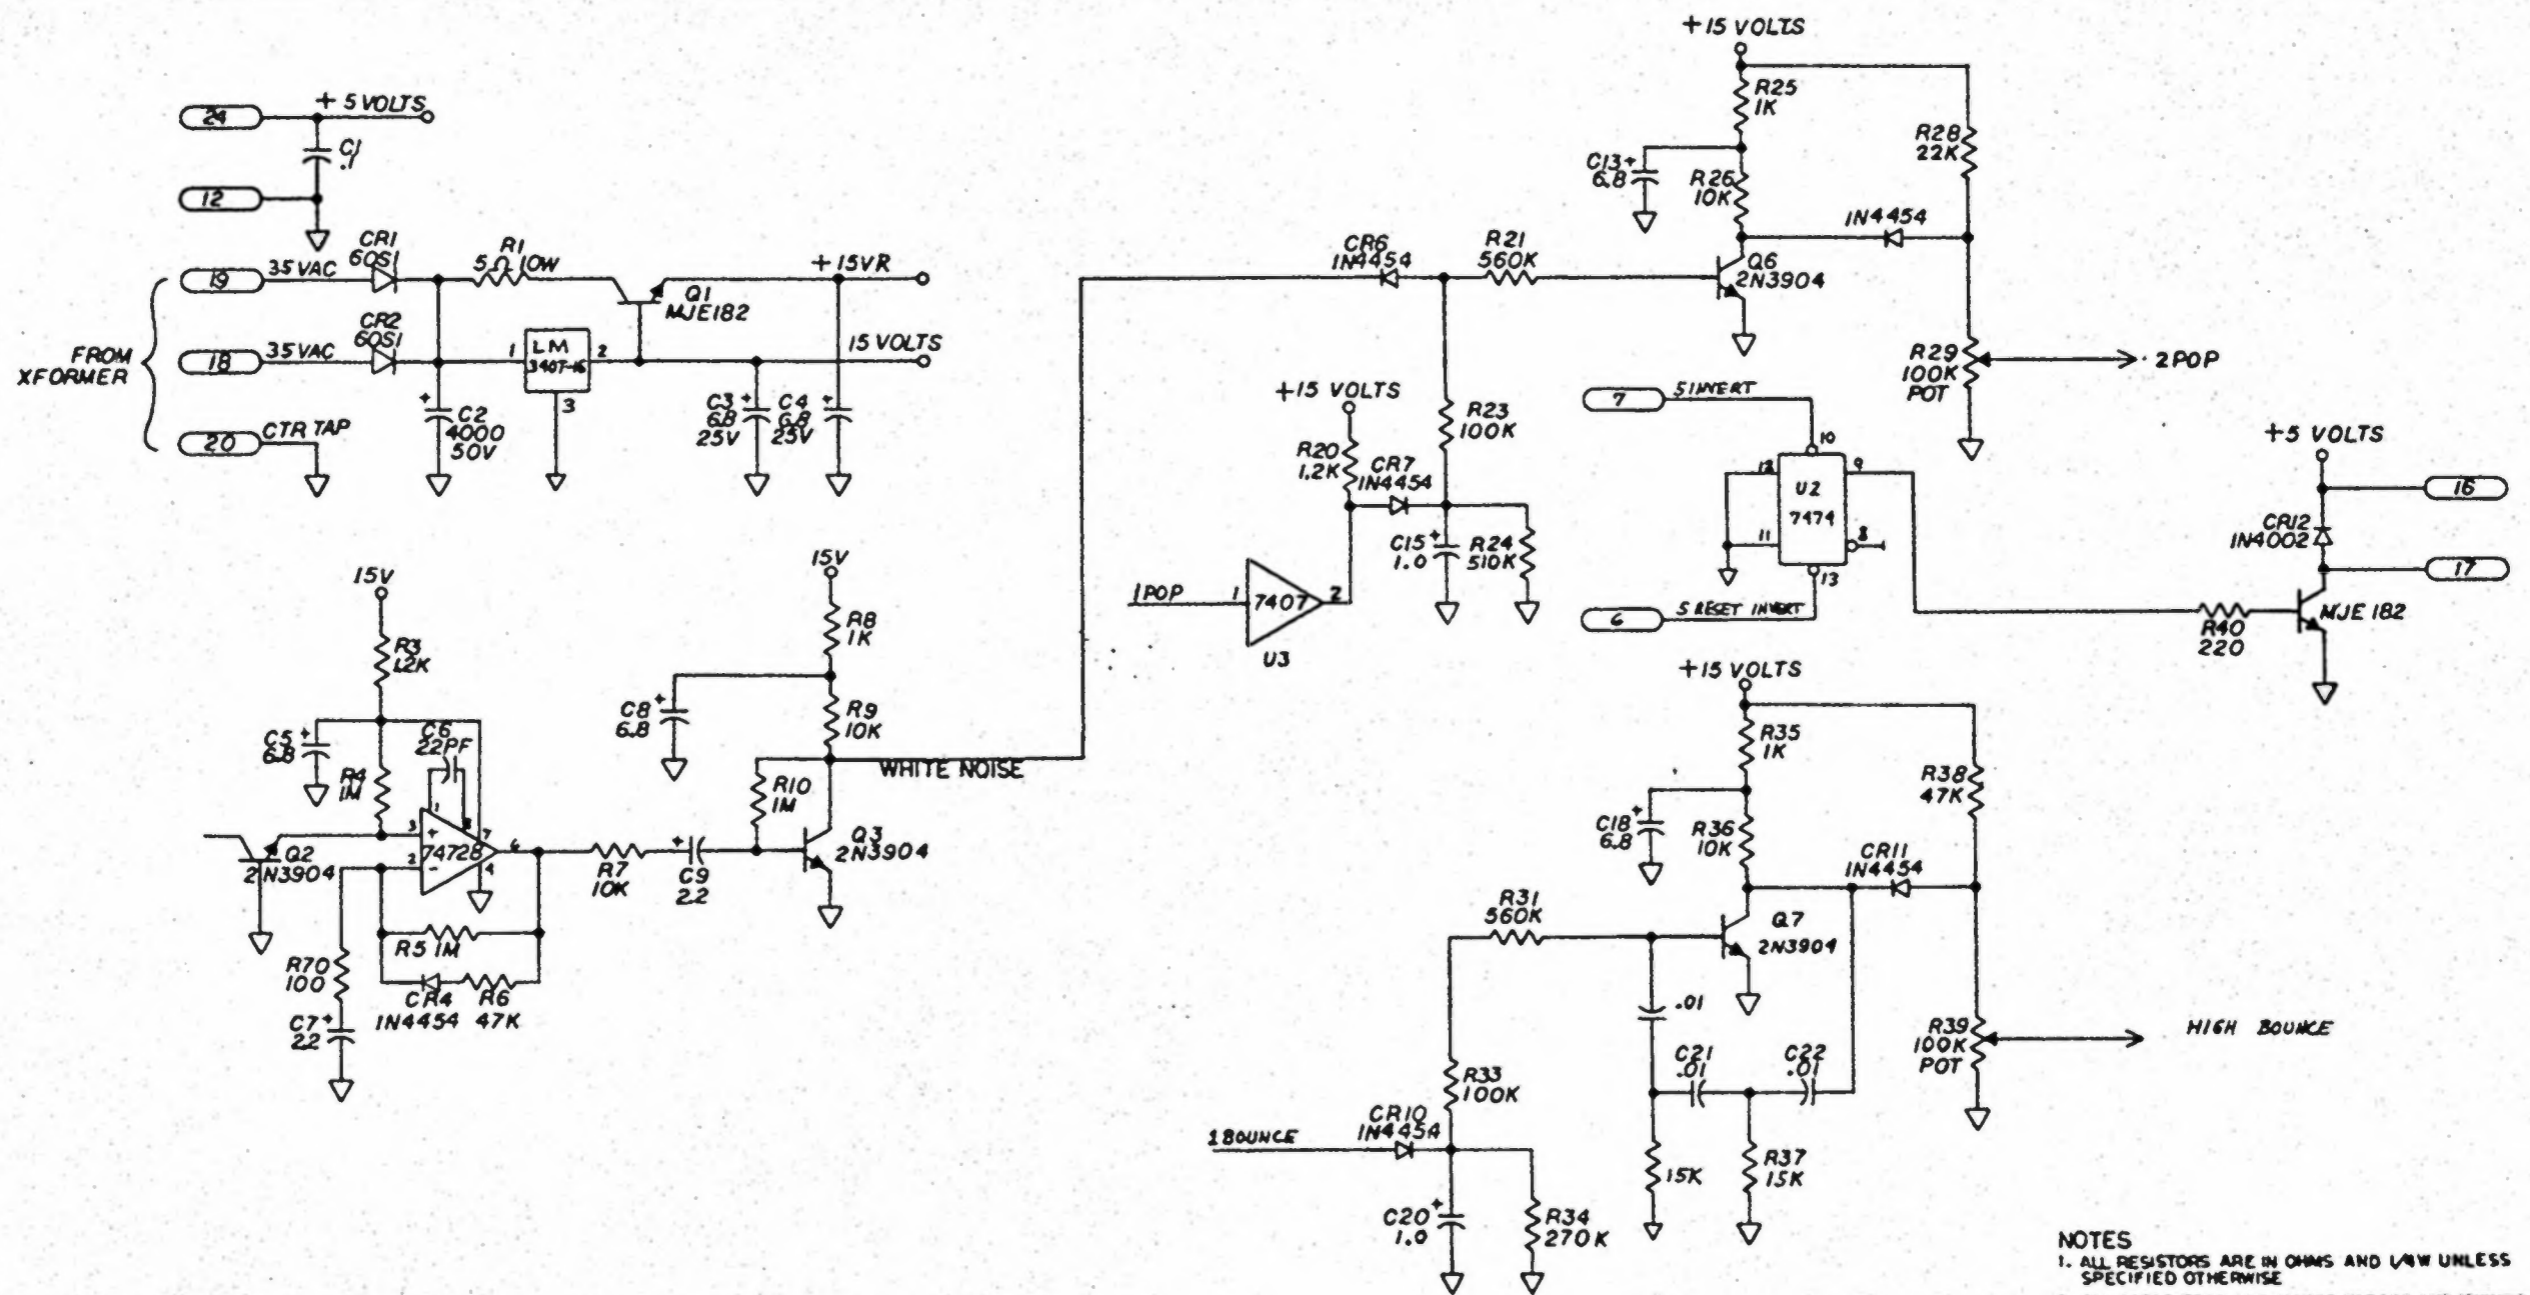 24
+ 5 VOLTS
C1
.1
12
19
35 VAC
CR1
60S1
R1
5Ω 10W
Q1
MJE182
+ 15VR
FROM
XFORMER
18
35 VAC
CR2
60S1
1
LM
340T-15
2
3
15 VOLTS
20
CTR TAP
+
C2
4000
50V
C3
6.8
25V
+
C4
6.8
25V
+
15V
R3
1.2K
C5
6.8
+
R4
1M
C6
22PF
1
8
3
+
7
74728
6
2
-
4
Q2
2N3904
R5 1M
R70
100
CR4
1N4454
R6
47K
C7
22
+
R7
10K
+
C9
22
15V
R8
1K
C8
6.8
+
R9
10K
WHITE NOISE
R10
1M
Q3
2N3904
+15 VOLTS
R25
1K
C13
6.8
+
R26
10K
R28
22K
1N4454
CR6
1N4454
R21
560K
Q6
2N3904
R29
100K
POT
2POP
+15 VOLTS
R20
1.2K
R23
100K
CR7
1N4454
C15
1.0
+
R24
510K
1POP
1
7407
2
U3
7
S INVERT
10
12
9
U2
7474
11
8
13
6
S RESET INVERT
+5 VOLTS
16
CR12
1N4002
17
MJE 182
R40
220
+15 VOLTS
R35
1K
C18
6.8
+
R36
10K
R38
47K
CR11
1N4454
R31
560K
Q7
2N3904
.01
R39
100K
POT
HIGH BOUNCE
C21
.01
C22
.01
R33
100K
CR10
1N4454
1BOUNCE
15K
R37
15K
C20
1.0
+
R34
270K
NOTES
1. ALL RESISTORS ARE IN OHMS AND 1/4W UNLESS
SPECIFIED OTHERWISE